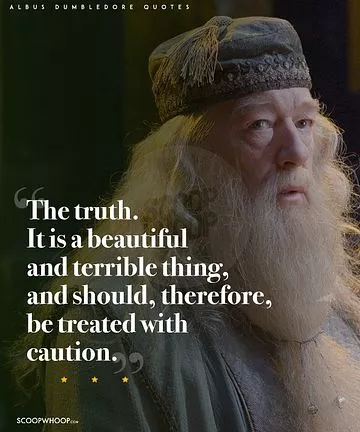 ALBUS DUMBLEDORE QUOTES
“The truth.
It is a beautiful
and terrible thing,
and should, therefore,
be treated with
caution.”
SCOOPWHOOP.COM